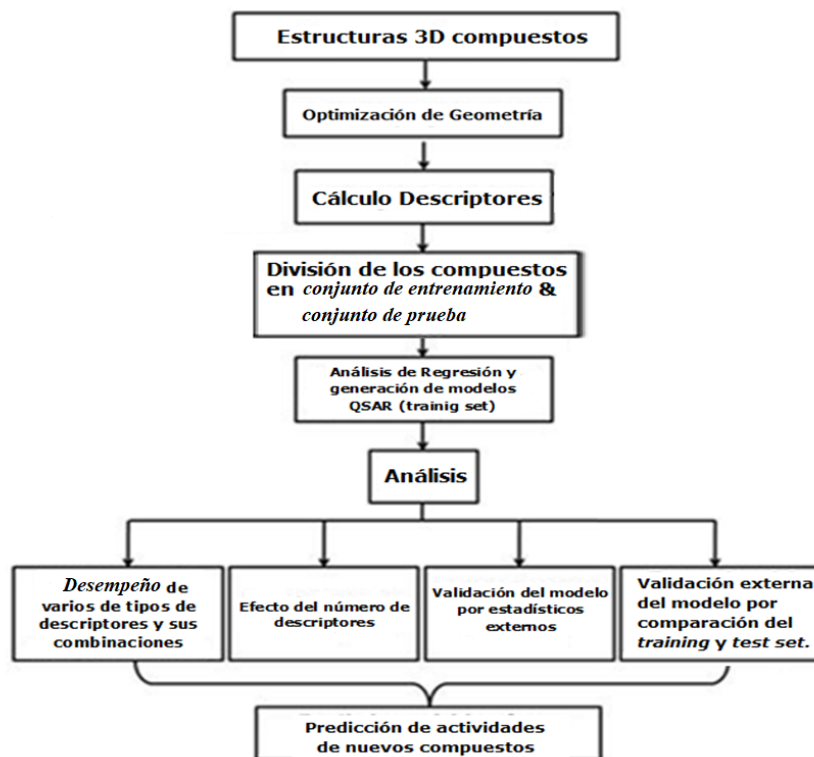 Estructuras 3D compuestos
Optimización de Geometría
Cálculo Descriptores
División de los compuestos
en conjunto de entrenamiento &
conjunto de prueba
Análisis de Regresión y
generación de modelos
QSAR (trainig set)
Análisis
Desempeño de
varios de tipos de
descriptores y sus
combinaciones
Efecto del número de
descriptores
Validación del modelo
por estadísticos
externos
Validación externa
del modelo por
comparación del
training y test set.
Predicción de actividades
de nuevos compuestos